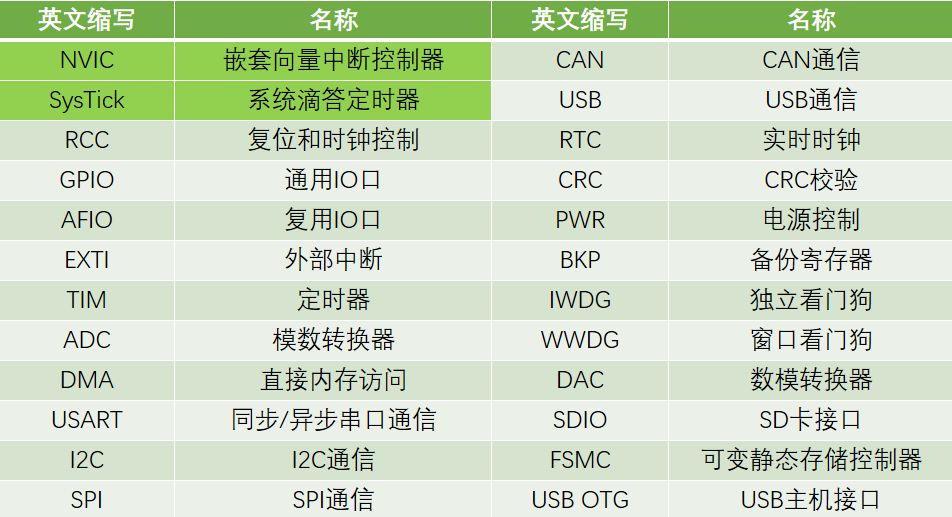 英文缩写 名称 英文缩写 名称
NVIC 嵌套向量中断控制器 CAN CAN通信
SysTick 系统滴答定时器 USB USB通信
RCC 复位和时钟控制 RTC 实时时钟
GPIO 通用IO口 CRC CRC校验
AFIO 复用IO口 PWR 电源控制
EXTI 外部中断 BKP 备份寄存器
TIM 定时器 IWDG 独立看门狗
ADC 模数转换器 WWDG 窗口看门狗
DMA 直接内存访问 DAC 数模转换器
USART 同步/异步串口通信 SDIO SD卡接口
I2C I2C通信 FSMC 可变静态存储控制器
SPI SPI通信 USB OTG USB主机接口